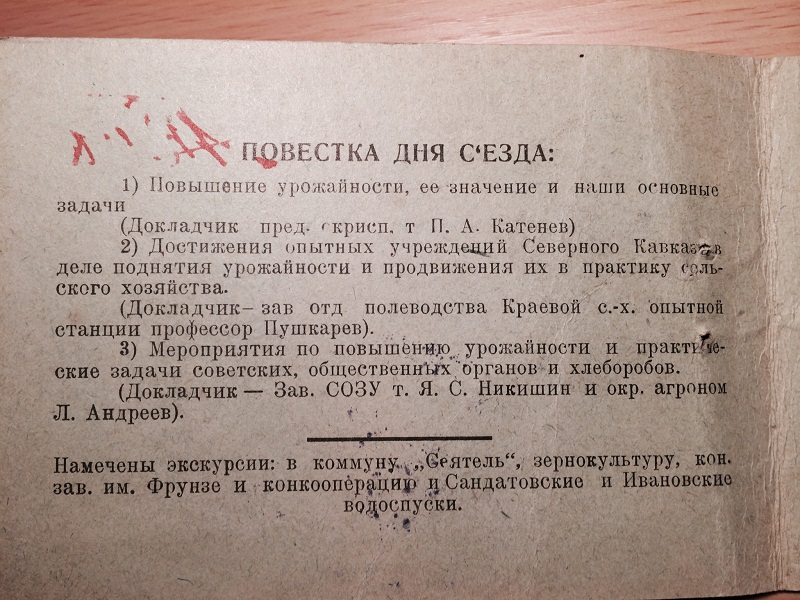 ПОВЕСТКА ДНЯ С‘ЕЗДА:
1) Повышение урожайности, ее значение и наши основные
задачи
(Докладчик пред. скрисп, т П. А. Катенев)
2) Достижения опытных учреждений Северного Кавказа в
деле поднятия урожайности и продвижения их в практику сель-
ского хозяйства.
(Докладчик – зав отд полеводства Краевой с.-х. опытной
станции профессор Пушкарев).
3) Мероприятия по повышению урожайности и практиче-
ские задачи советских, общественных органов и хлеборобов.
(Докладчик — Зав. СОЗУ т. Я. С. Никишин и окр. агроном
Л. Андреев).
Намечены экскурсии: в коммуну „Сеятель“, зернокультуру, кон.
зав. им. Фрунзе и конкооперацию и Сандатовские и Ивановские
водоспуски.